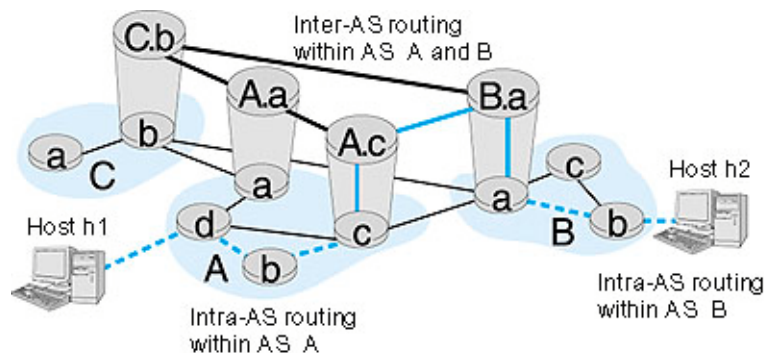 Inter-AS routing
within AS A and B
C.b
A.a
B.a
A.c
a
b
C
a
c
a
c
Host h2
b
B
Host h1
d
b
A
Intra-AS routing
within AS A
Intra-AS routing
within AS B